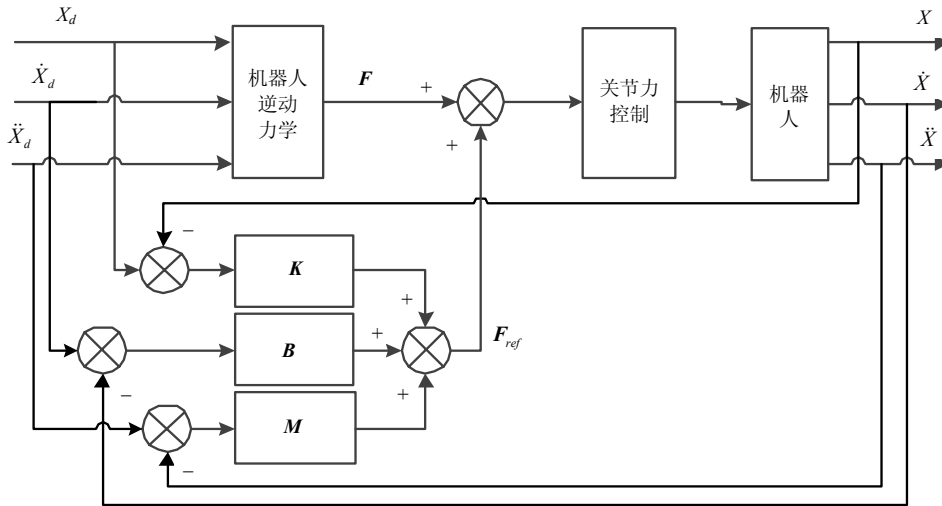 X_d
X
Ẋ_d
机器人
逆动
力学
F
+
关节力
控制
机器
人
Ẋ
Ẍ_d
+
Ẍ
−
K
+
B
+
F_ref
−
+
M
−